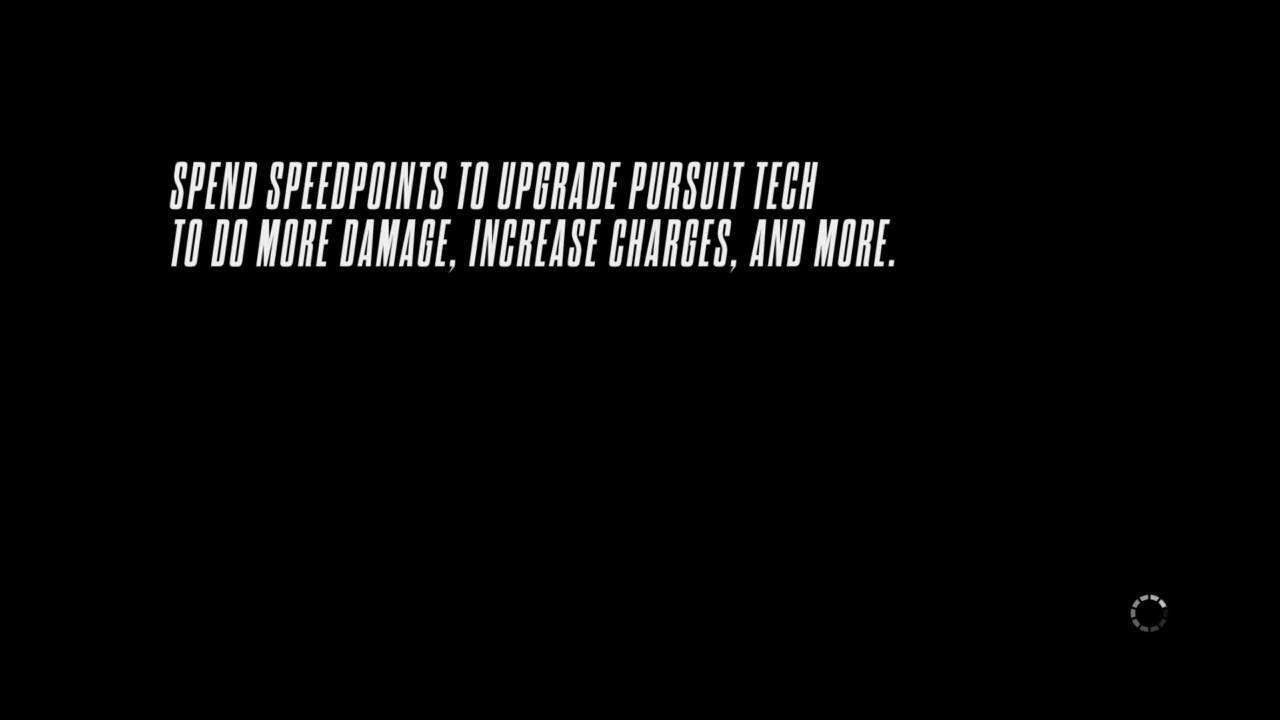 SPEND SPEEDPOINTS TO UPGRADE PURSUIT TECH
TO DO MORE DAMAGE, INCREASE CHARGES, AND MORE.